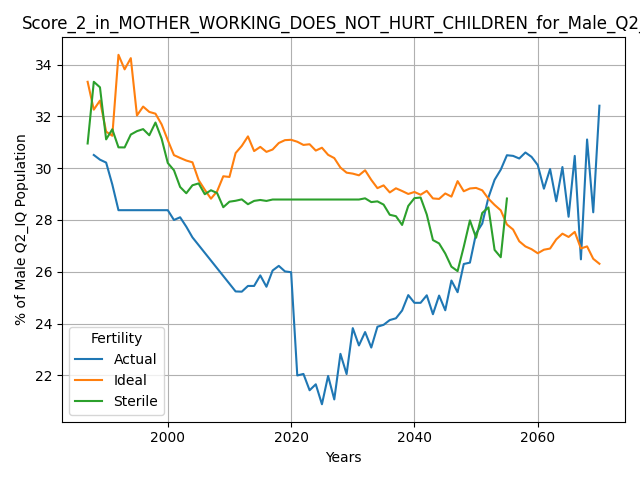 Score_2_in_MOTHER_WORKING_DOES_NOT_HURT_CHILDREN_for_Male_Q2_
% of Male Q2_IQ Population
34
32
30
28
26
24
22
Fertility
Actual
Ideal
Sterile
2000 2020 2040 2060
Years